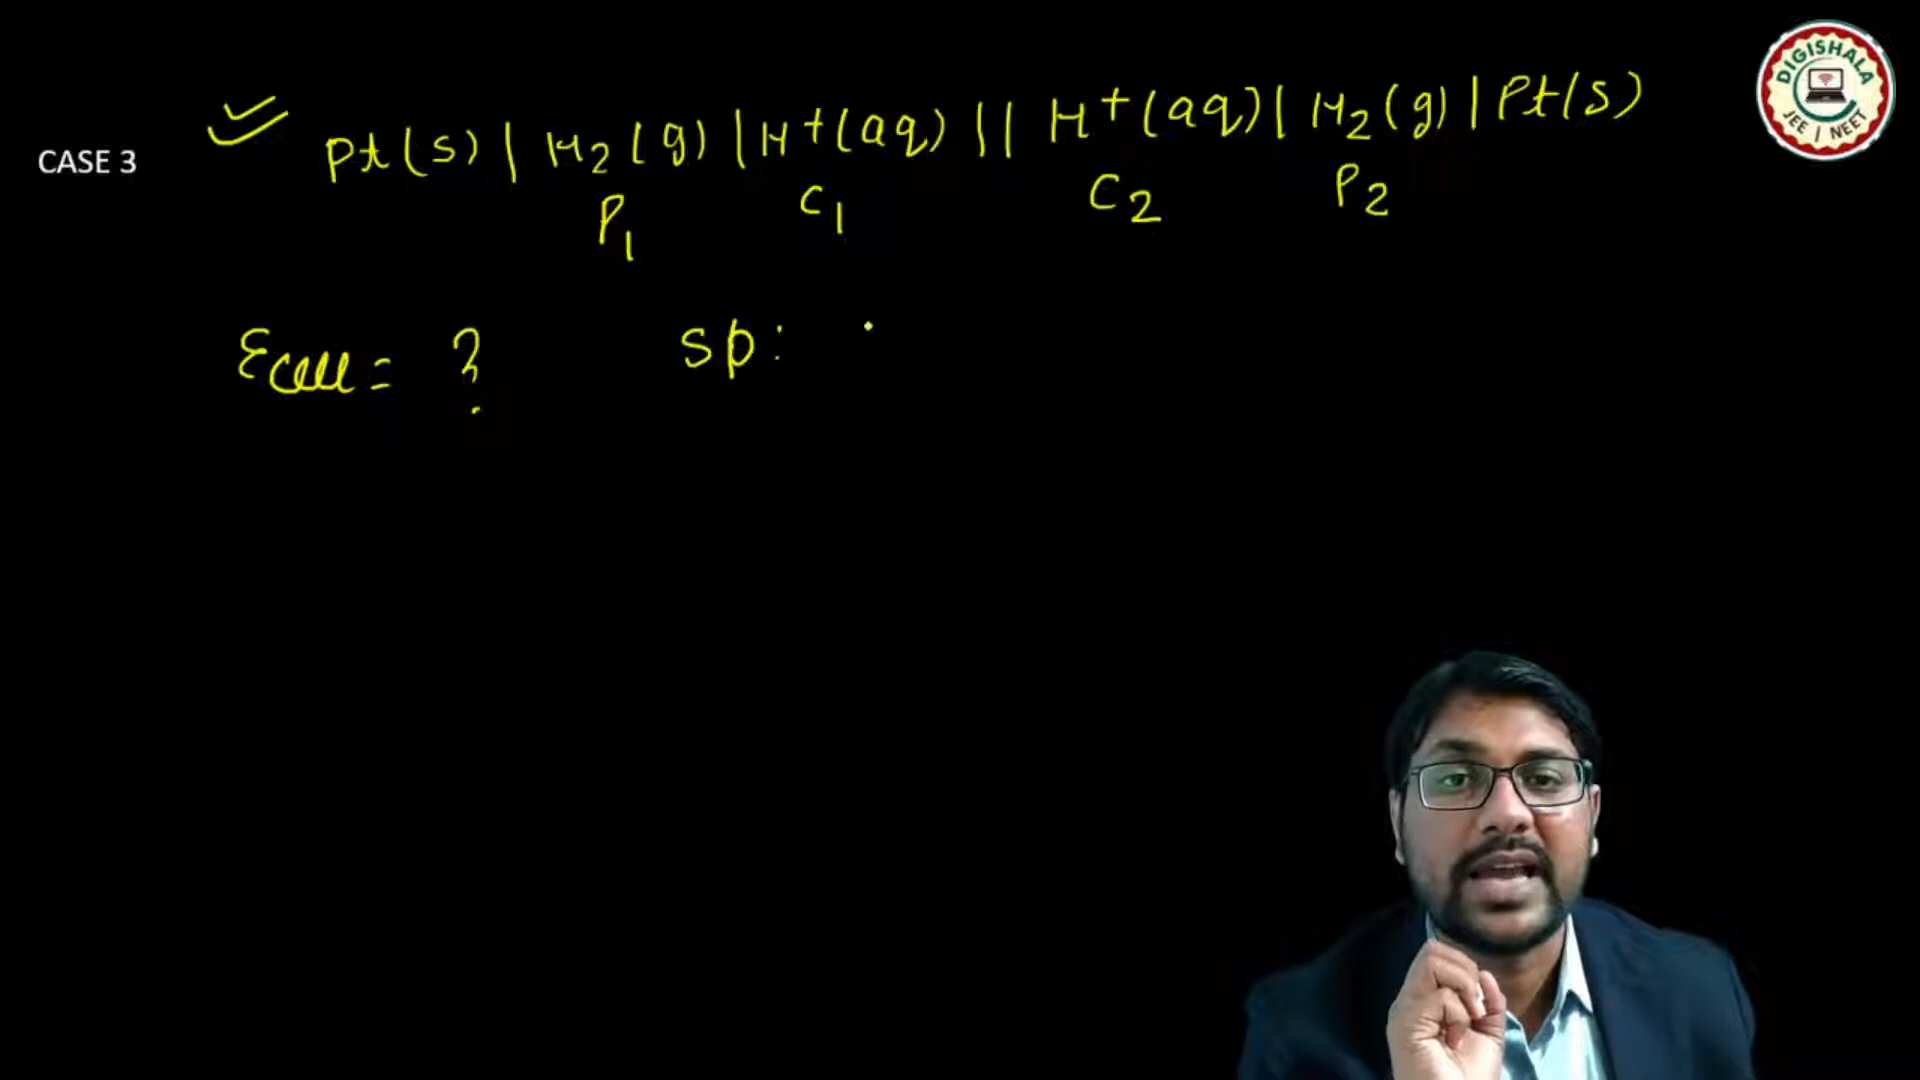 DIGISHALA
JEE | NEET
CASE 3
Pt(s) | H2(g) | H+(aq) || H+(aq) | H2(g) | Pt(s)
P1 C1 C2 P2
Ecell = ? SP: